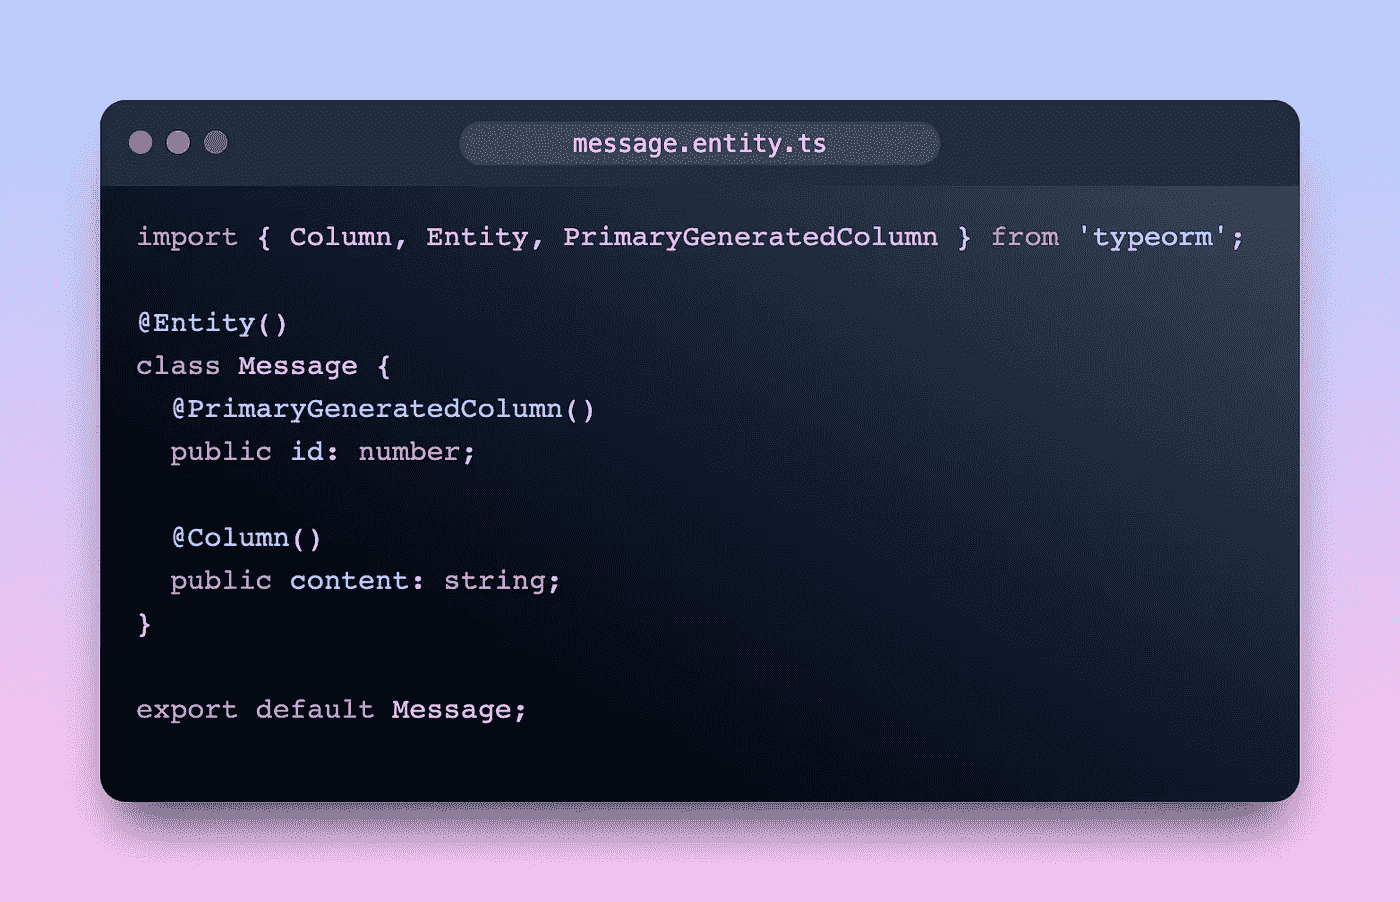 message.entity.ts
import { Column, Entity, PrimaryGeneratedColumn } from 'typeorm';
@Entity()
class Message {
  @PrimaryGeneratedColumn()
  public id: number;
  @Column()
  public content: string;
}
export default Message;